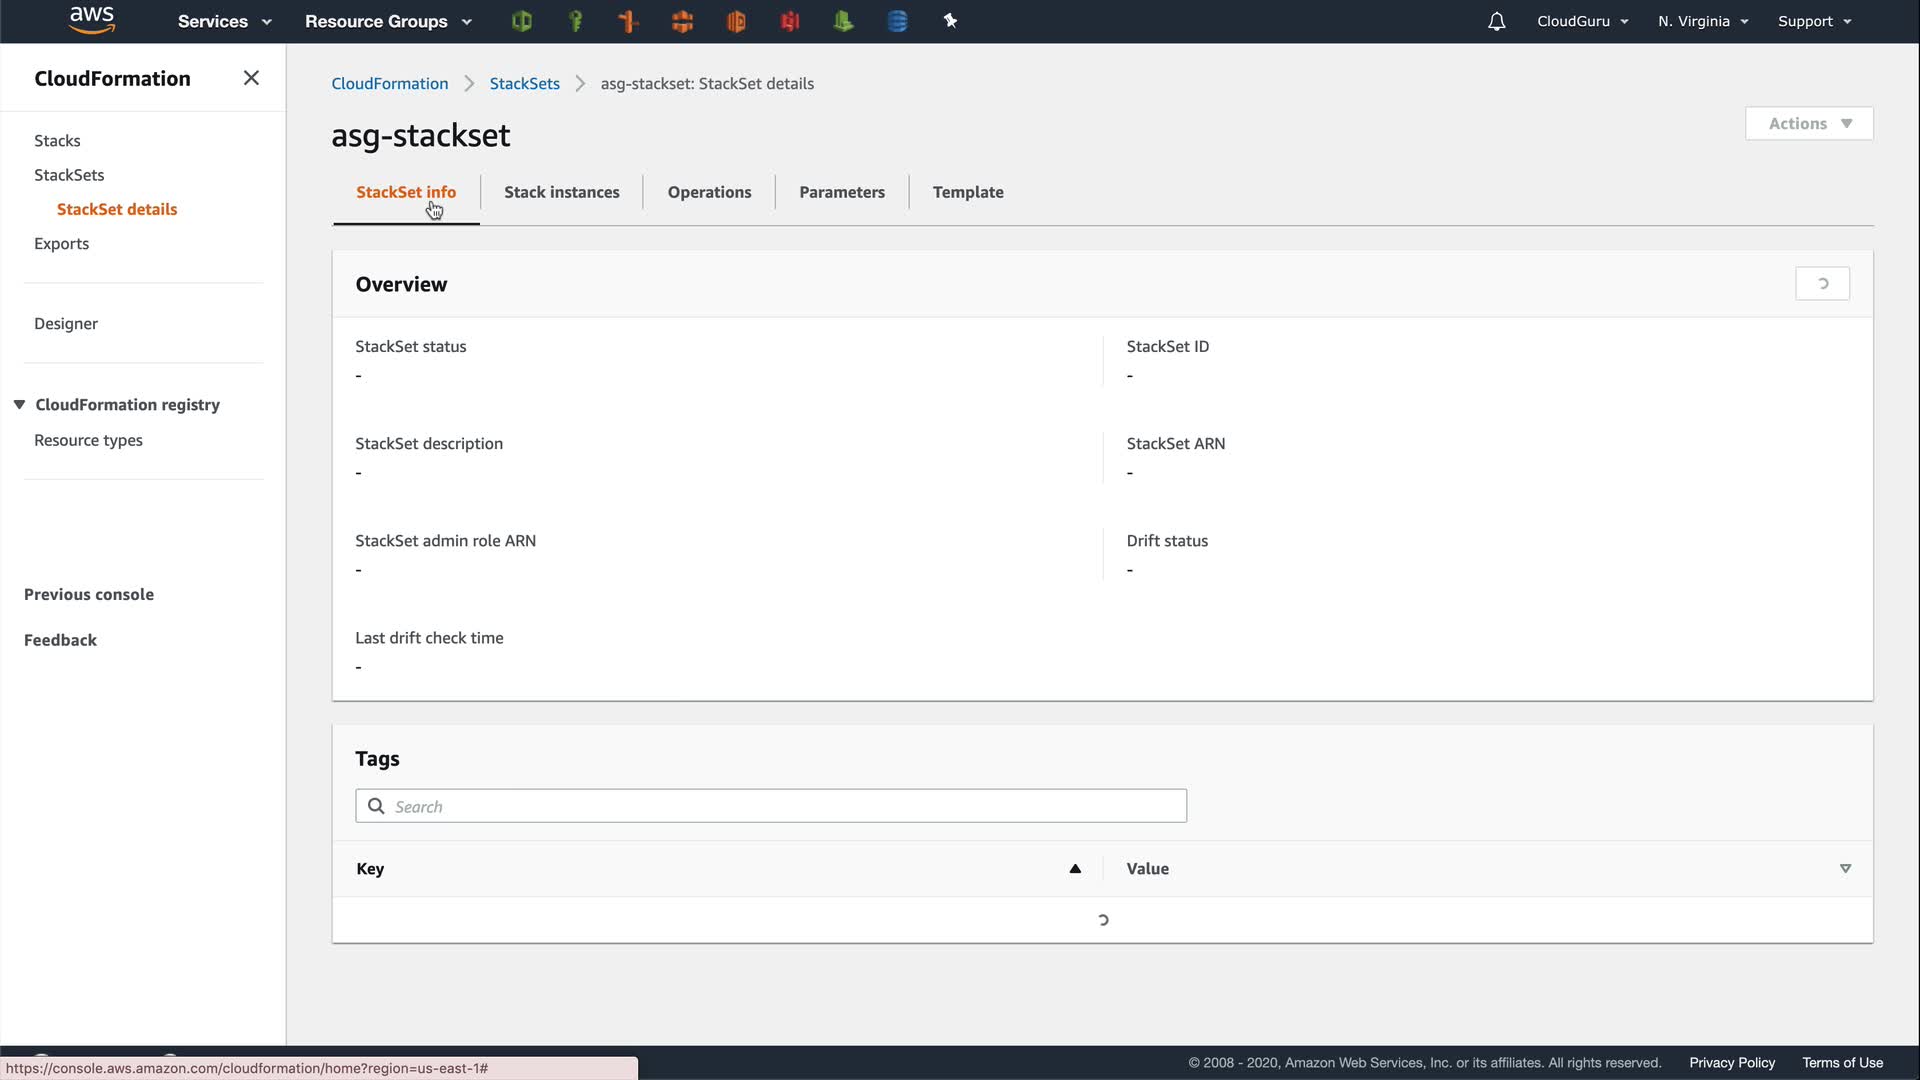 aws Services Resource Groups CloudGuru N. Virginia Support
CloudFormation
Stacks
StackSets
StackSet details
Exports
Designer
CloudFormation registry
Resource types
Previous console
Feedback
CloudFormation StackSets asg-stackset: StackSet details
asg-stackset
Actions
StackSet info Stack instances Operations Parameters Template
Overview
StackSet status StackSet ID
- -
StackSet description StackSet ARN
- -
StackSet admin role ARN Drift status
- -
Last drift check time
-
Tags
Search
Key Value
https://console.aws.amazon.com/cloudformation/home?region=us-east-1#
© 2008 - 2020, Amazon Web Services, Inc. or its affiliates. All rights reserved. Privacy Policy Terms of Use